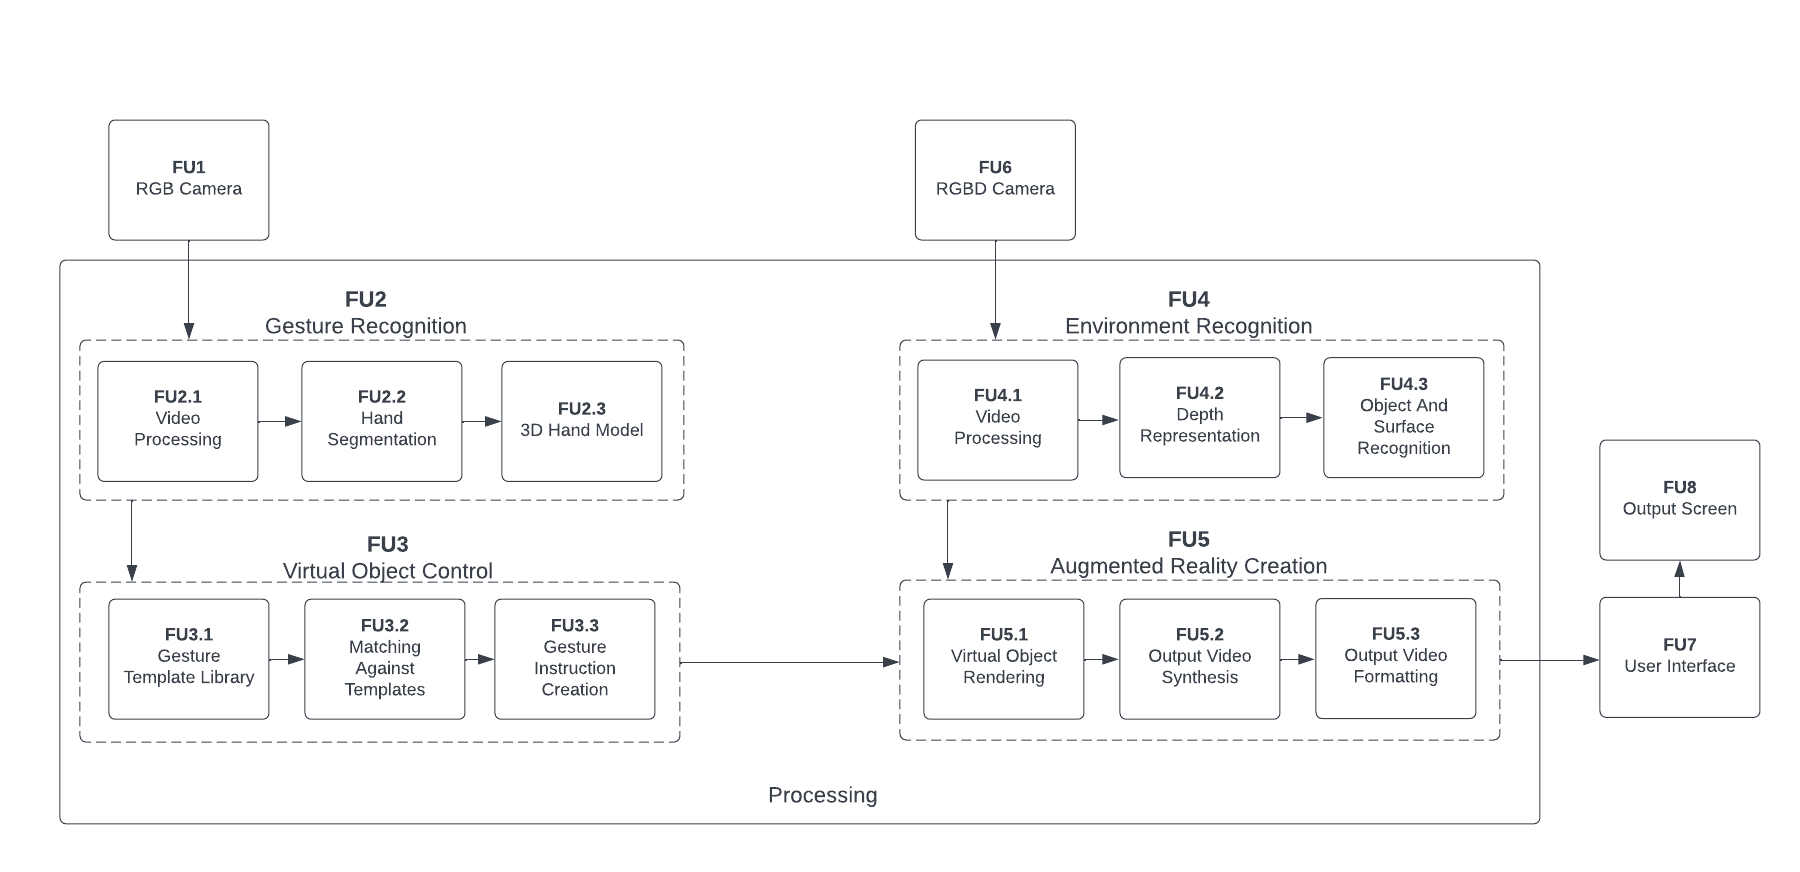 FU1
RGB Camera
FU6
RGBD Camera
FU2
Gesture Recognition
FU4
Environment Recognition
FU2.1
Video
Processing
FU2.2
Hand
Segmentation
FU2.3
3D Hand Model
FU4.1
Video
Processing
FU4.2
Depth
Representation
FU4.3
Object And
Surface
Recognition
FU8
Output Screen
FU3
Virtual Object Control
FU5
Augmented Reality Creation
FU3.1
Gesture
Template Library
FU3.2
Matching
Against
Templates
FU3.3
Gesture
Instruction
Creation
FU5.1
Virtual Object
Rendering
FU5.2
Output Video
Synthesis
FU5.3
Output Video
Formatting
FU7
User Interface
Processing